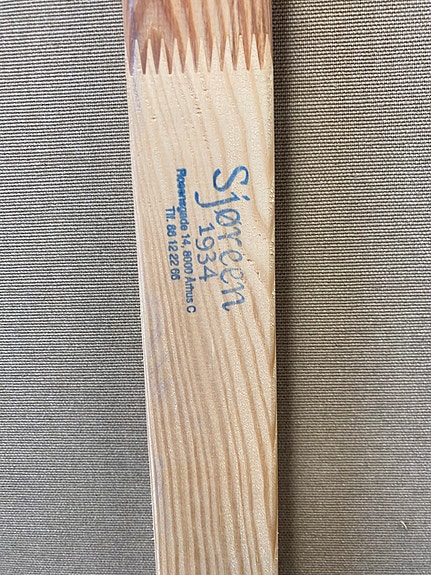 Sjøreen
1934
Rosensgade 14, 8000 Århus C
Tlf. 86 12 22 66